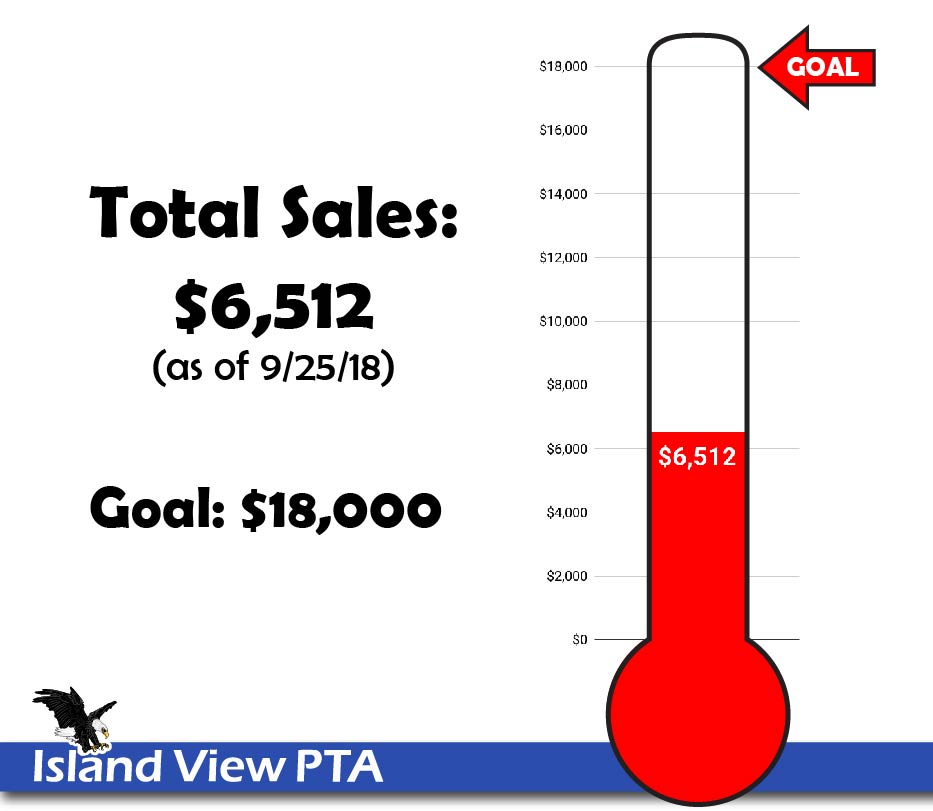 Total Sales:
$6,512
(as of 9/25/18)
Goal: $18,000
$18,000
GOAL
$16,000
$14,000
$12,000
$10,000
$8,000
$6,000
$6,512
$4,000
$2,000
$0
Island View PTA